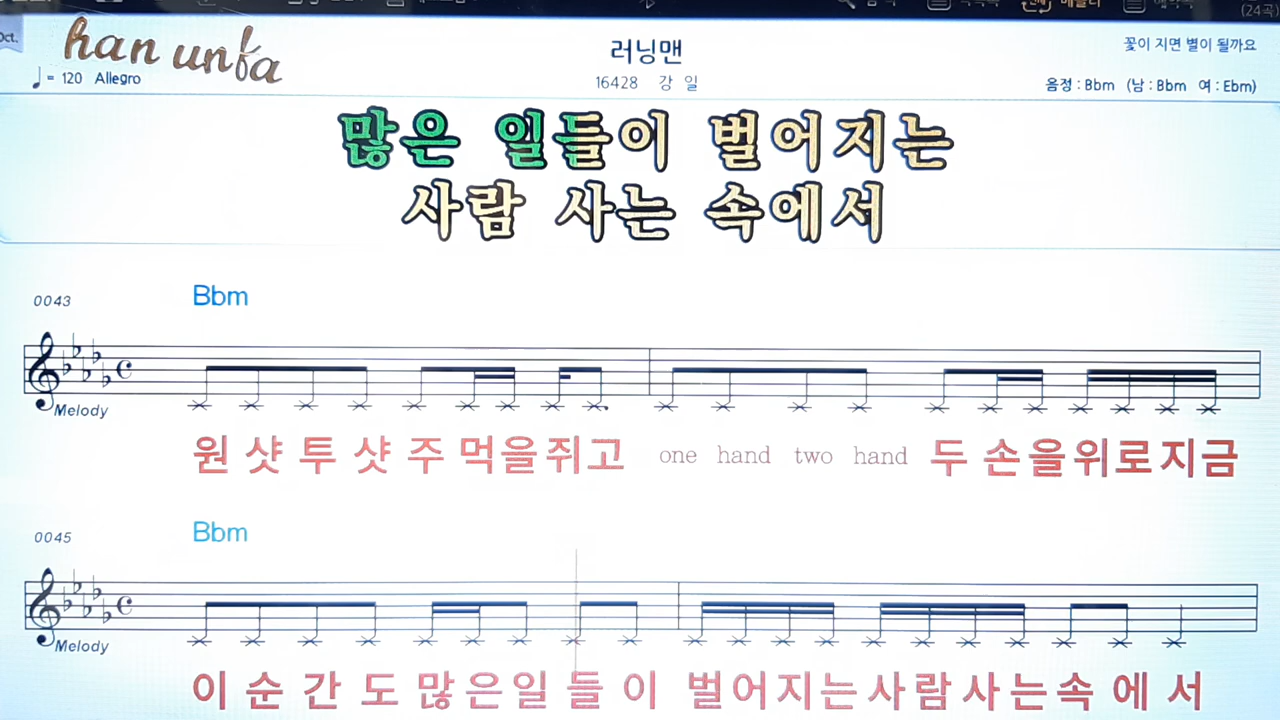 (24곡)
Oct.
han unfa
러닝맨
꽃이 지면 별이 될까요
♩ = 120 Allegro
16428 강 일
음정 : Bbm (남 : Bbm 여 : Ebm)
많은 일들이 벌어지는
사람 사는 속에서
0043
Bbm
Melody
원 샷 투 샷 주 먹을쥐고 one hand two hand 두 손을위로지금
0045
Bbm
Melody
이 순 간 도 많은일 들 이 벌어지는사람사는속 에 서